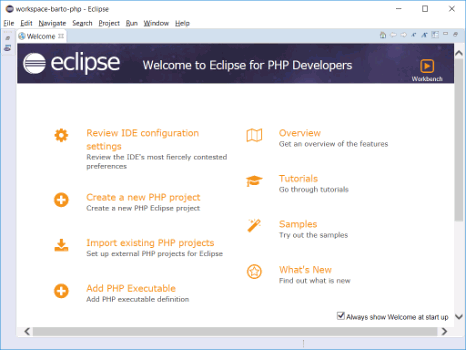 workspace-barto-php - Eclipse
File Edit Navigate Search Project Run Window Help
Welcome
eclipse
Welcome to Eclipse for PHP Developers
Workbench
Review IDE configuration
settings
Review the IDE's most fiercely contested
preferences
Create a new PHP project
Create a new PHP Eclipse project
Import existing PHP projects
Set up external PHP projects for Eclipse
Add PHP Executable
Add PHP executable definition
Overview
Get an overview of the features
Tutorials
Go through tutorials
Samples
Try out the samples
What's New
Find out what is new
Always show Welcome at start up